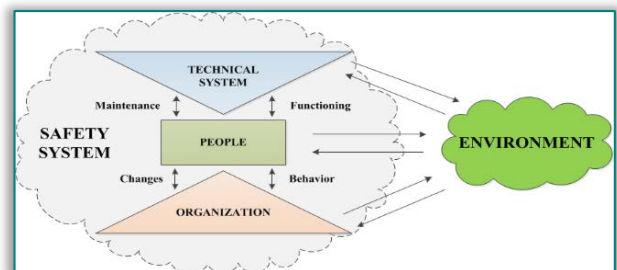 TECHNICAL
SYSTEM
Maintenance
Functioning
SAFETY
SYSTEM
PEOPLE
ENVIRONMENT
Changes
Behavior
ORGANIZATION